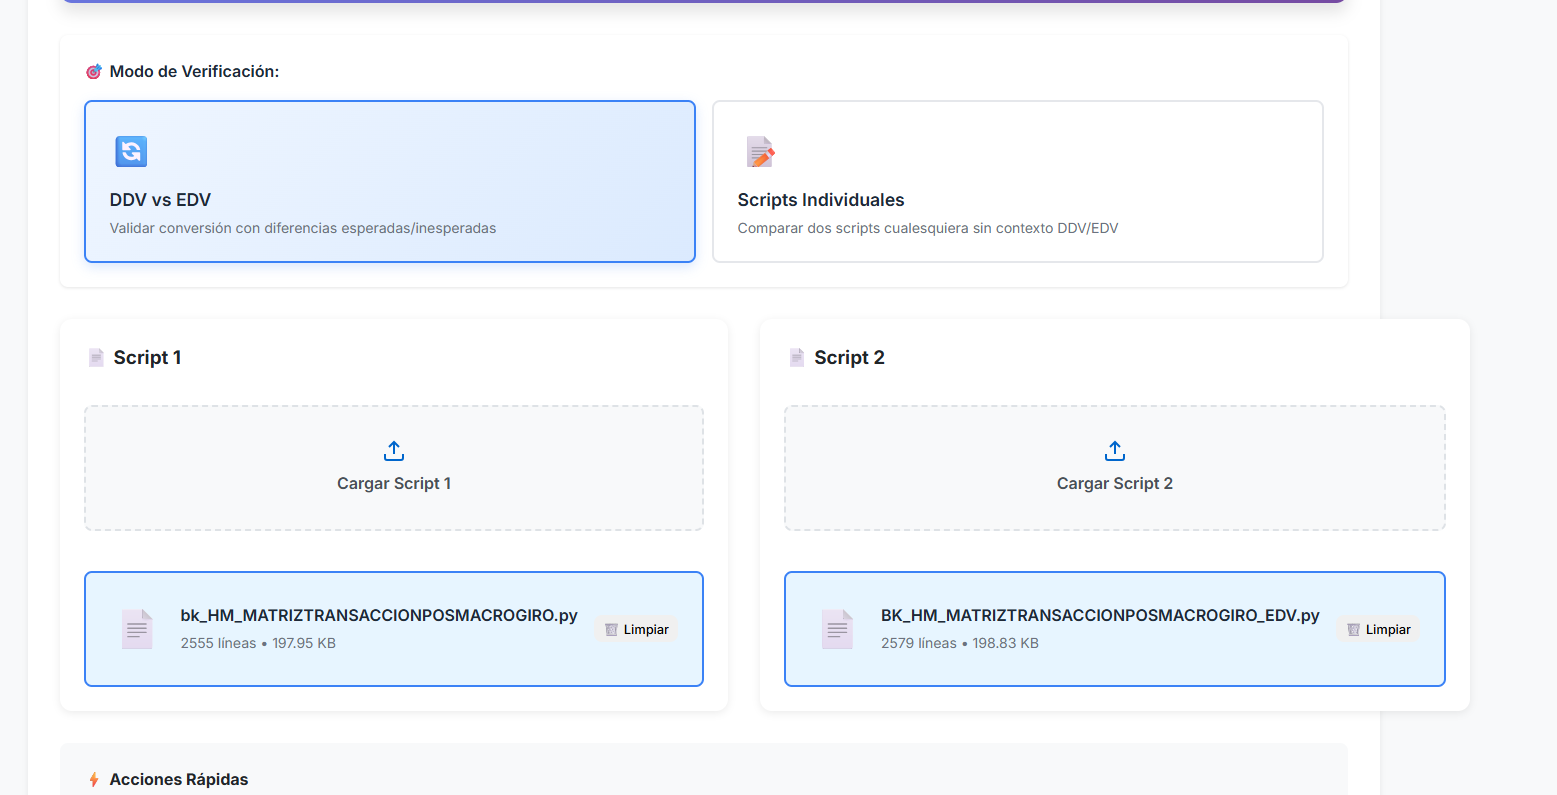 Modo de Verificación:
DDV vs EDV
Validar conversión con diferencias esperadas/inesperadas
Scripts Individuales
Comparar dos scripts cualesquiera sin contexto DDV/EDV
Script 1
Cargar Script 1
bk_HM_MATRIZTRANSACCIONPOSMACROGIRO.py
2555 líneas • 197.95 KB
Limpiar
Script 2
Cargar Script 2
BK_HM_MATRIZTRANSACCIONPOSMACROGIRO_EDV.py
2579 líneas • 198.83 KB
Limpiar
Acciones Rápidas